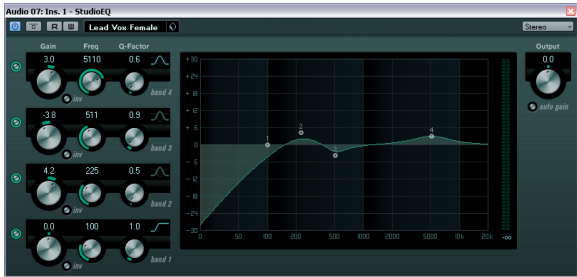 Audio 07: Ins. 1 - StudioEQ
R W Lead Vox Female Stereo
Gain Freq Q-Factor
3.0 5110 0.6
inv band 4
-3.8 511 0.9
inv band 3
4.2 225 0.5
inv band 2
0.0 100 1.0
inv band 1
+ 30
+ 24
+ 18
+ 12
+ 6
0
- 6
- 12
- 18
- 24
- 30
1 2 3 4
0 50 100 200 500 1000 2000 5000 10k 20k
-oo
Output
0.0
auto gain